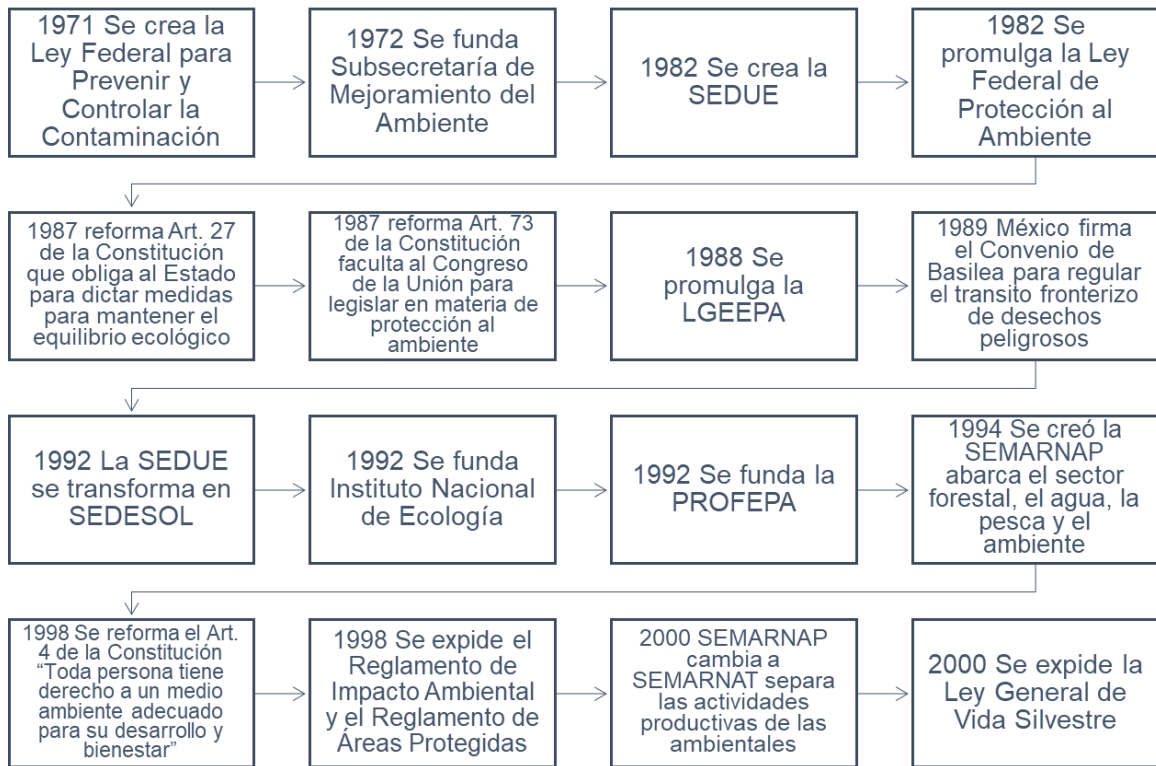 1971 Se crea la
Ley Federal para
Prevenir y
Controlar la
Contaminación
1972 Se funda
Subsecretaría de
Mejoramiento del
Ambiente
1982 Se crea la
SEDUE
1982 Se
promulga la Ley
Federal de
Protección al
Ambiente
1987 reforma Art. 27
de la Constitución
que obliga al Estado
para dictar medidas
para mantener el
equilibrio ecológico
1987 reforma Art. 73
de la Constitución
faculta al Congreso
de la Unión para
legislar en materia de
protección al
ambiente
1988 Se
promulga la
LGEEPA
1989 México firma
el Convenio de
Basilea para regular
el transito fronterizo
de desechos
peligrosos
1992 La SEDUE
se transforma en
SEDESOL
1992 Se funda
Instituto Nacional
de Ecología
1992 Se funda la
PROFEPA
1994 Se creó la
SEMARNAP
abarca el sector
forestal, el agua, la
pesca y el
ambiente
1998 Se reforma el Art.
4 de la Constitución
“Toda persona tiene
derecho a un medio
ambiente adecuado
para su desarrollo y
bienestar”
1998 Se expide el
Reglamento de
Impacto Ambiental
y el Reglamento de
Áreas Protegidas
2000 SEMARNAP
cambia a
SEMARNAT separa
las actividades
productivas de las
ambientales
2000 Se expide la
Ley General de
Vida Silvestre